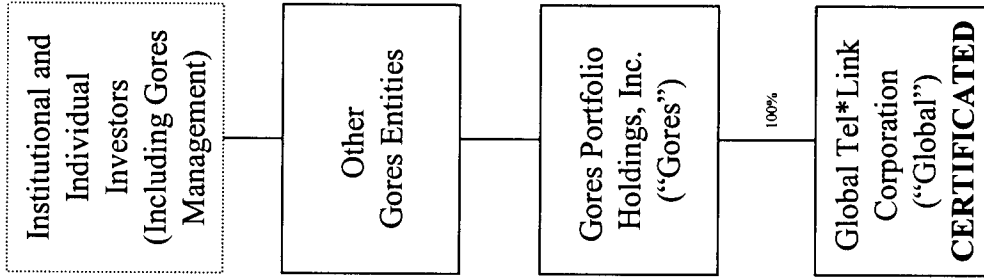 Institutional and
Individual
Investors
(Including Gores
Management)
Other
Gores Entities
Gores Portfolio
Holdings, Inc.
(“Gores”)
100%
Global Tel*Link
Corporation
(“Global”)
CERTIFICATED